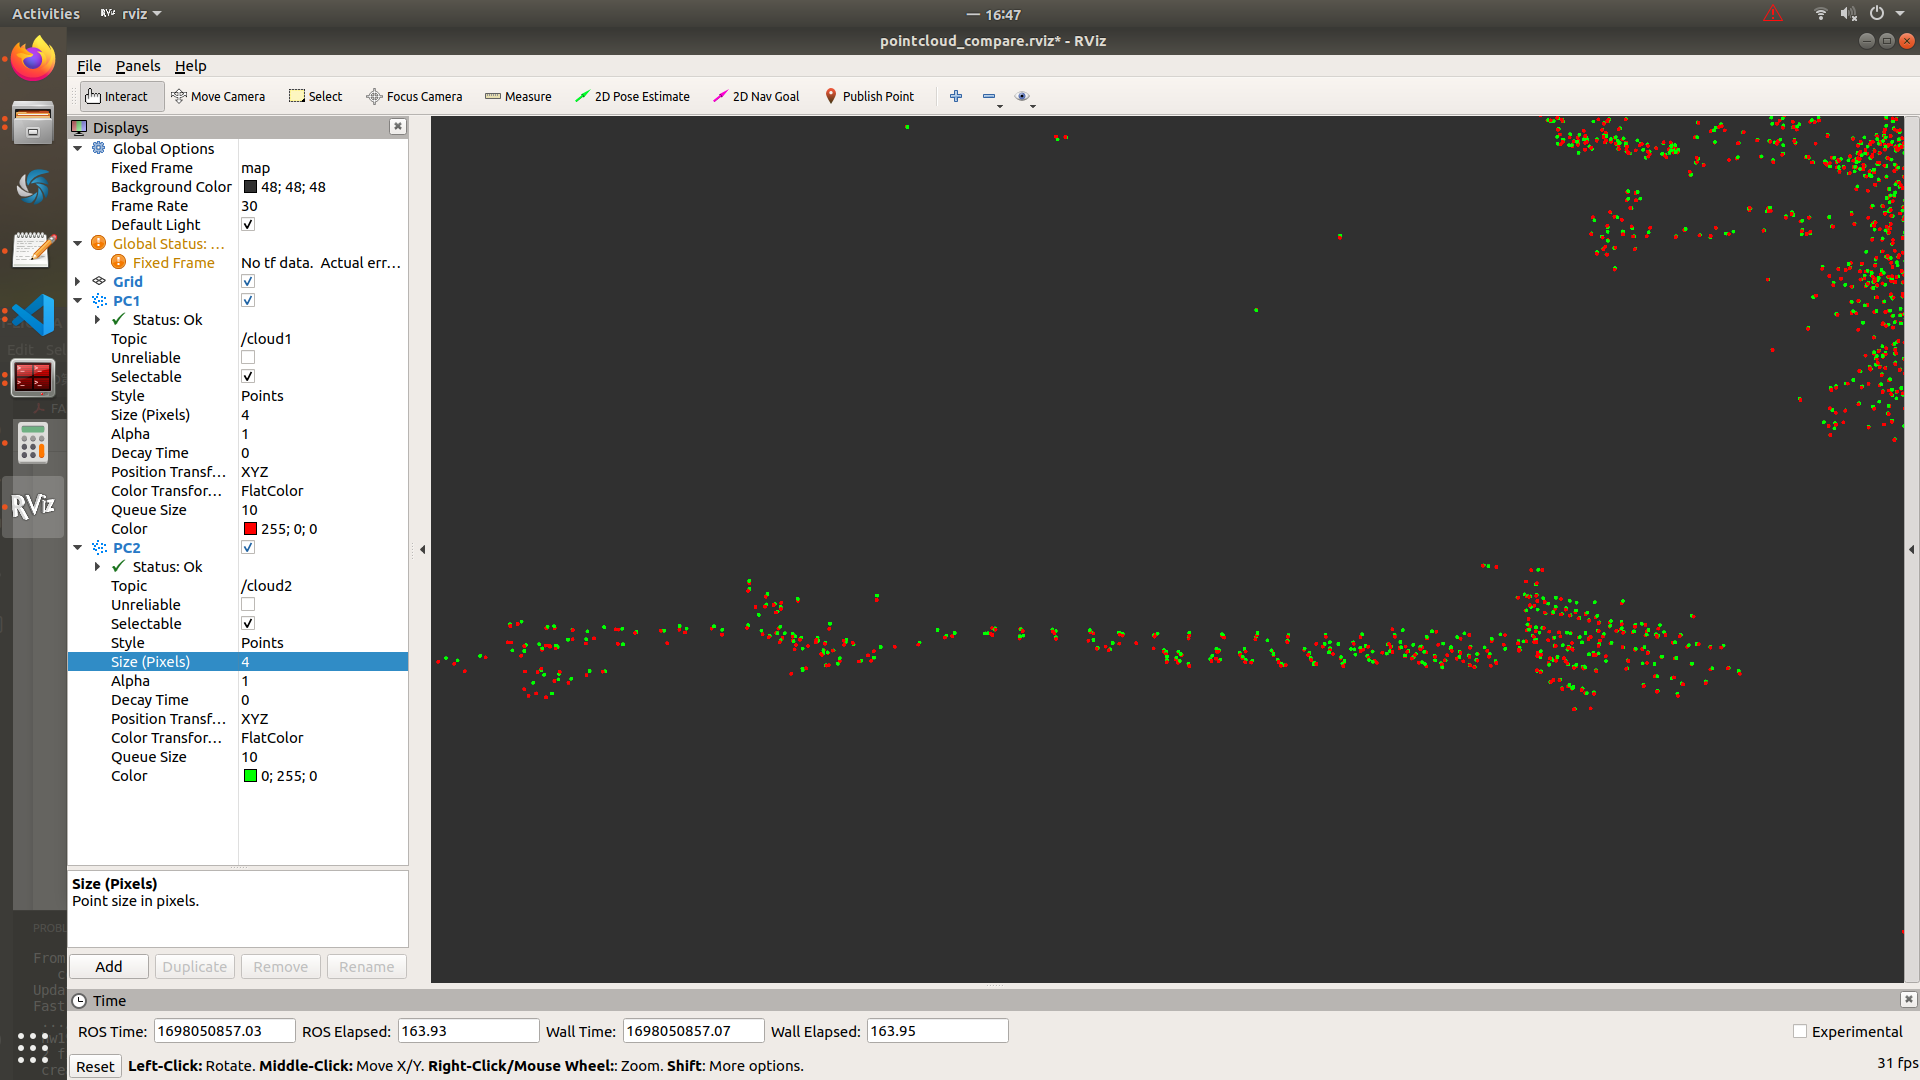 Activities rviz 16:47
pointcloud_compare.rviz* - RViz
File Panels Help
Interact Move Camera Select Focus Camera Measure 2D Pose Estimate 2D Nav Goal Publish Point
Displays
Global Options
Fixed Frame map
Background Color 48; 48; 48
Frame Rate 30
Default Light
Global Status: ...
Fixed Frame No tf data. Actual err...
Grid
PC1
Status: Ok
Topic /cloud1
Unreliable
Selectable
Style Points
Size (Pixels) 4
Alpha 1
Decay Time 0
Position Transf... XYZ
Color Transfor... FlatColor
Queue Size 10
Color 255; 0; 0
PC2
Status: Ok
Topic /cloud2
Unreliable
Selectable
Style Points
Size (Pixels) 4
Alpha 1
Decay Time 0
Position Transf... XYZ
Color Transfor... FlatColor
Queue Size 10
Color 0; 255; 0
RViz
Size (Pixels)
Point size in pixels.
Add Duplicate Remove Rename
Time
ROS Time: 1698050857.03 ROS Elapsed: 163.93 Wall Time: 1698050857.07 Wall Elapsed: 163.95 Experimental
Reset Left-Click: Rotate. Middle-Click: Move X/Y. Right-Click/Mouse Wheel:: Zoom. Shift: More options. 31 fps